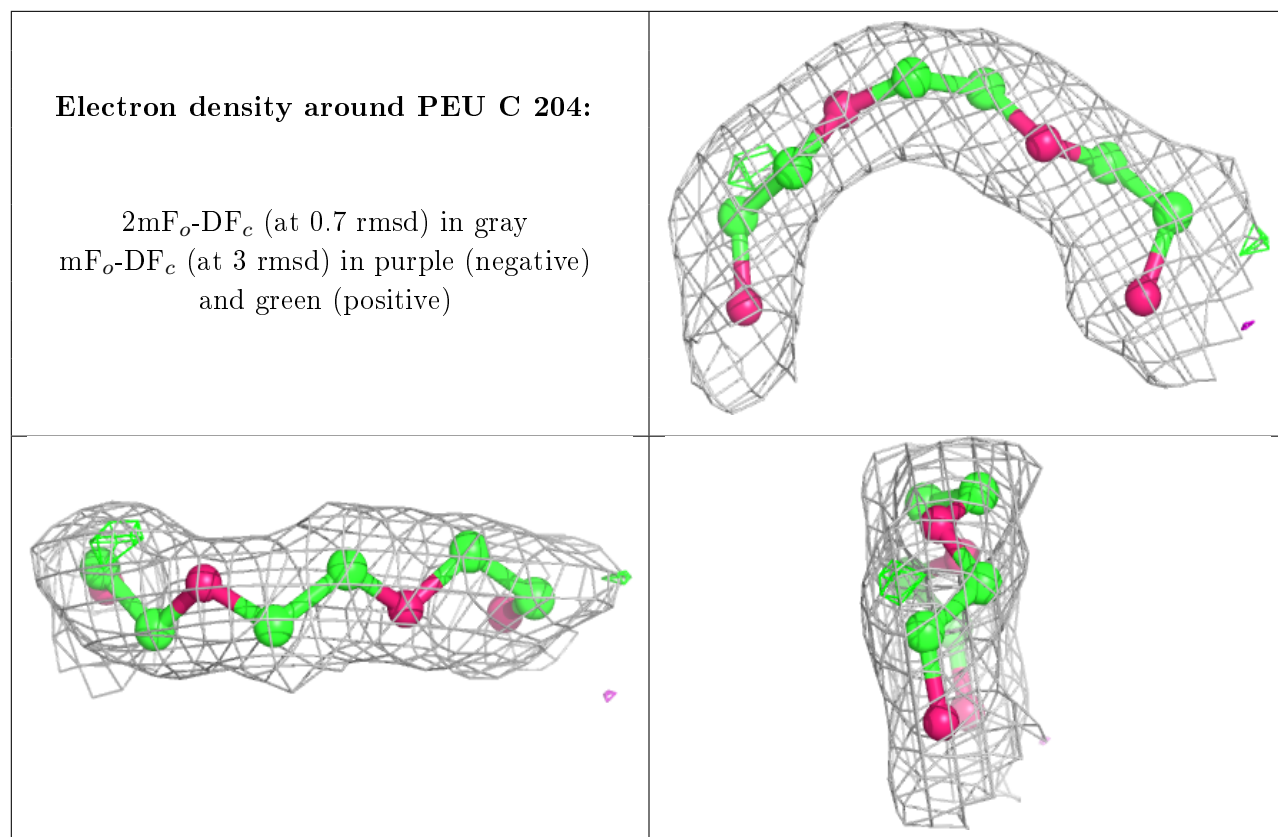 Electron density around PEU C 204:
2mFₒ-DF𝒸 (at 0.7 rmsd) in gray
mFₒ-DF𝒸 (at 3 rmsd) in purple (negative)
and green (positive)